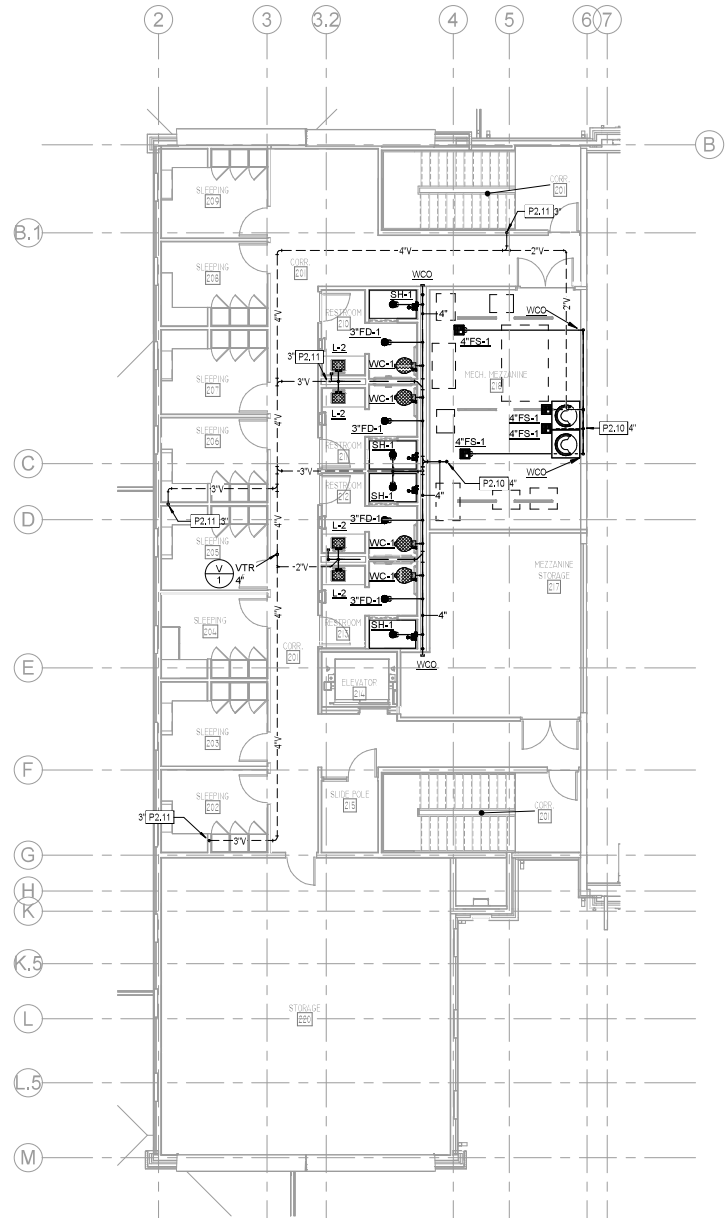 2 3 3.2 4 5 6 7
B
SLEEPING
209
CORR.
201
P2.11 3"
B.1
4"V
2"V
WCO
SLEEPING
208
CORR.
201
4"V
2"V
SH-1
4"
WCO
RESTROOM
210
3"FD-1
4"FS-1
3" P2.11
L-2
WC-1
MECH. MEZZANINE
218
SLEEPING
207
3"V
4"V
L-2
WC-1
4"FS-1
4"FS-1
P2.10 4"
3"FD-1
SLEEPING
206
4"V
RESTROOM
SH-1
4"FS-1
C
WCO
3"V
3"V
P2.10 4"
RESTROOM
212
SH-1
4"
D
P2.11 3"
3"FD-1
L-2
WC-1
SLEEPING
205
V
1
VTR
4"
2"V
MEZZANINE
STORAGE
217
WC-1
L-2
3"FD-1
4"V
4"
SLEEPING
204
RESTROOM
213
SH-1
CORR.
201
E
WCO
ELEVATOR
214
SLEEPING
203
4"V
F
SLEEPING
202
SLIDE POLE
215
CORR.
201
3" P2.11
3"V
G
H
K
K.5
STORAGE
220
L
L.5
M